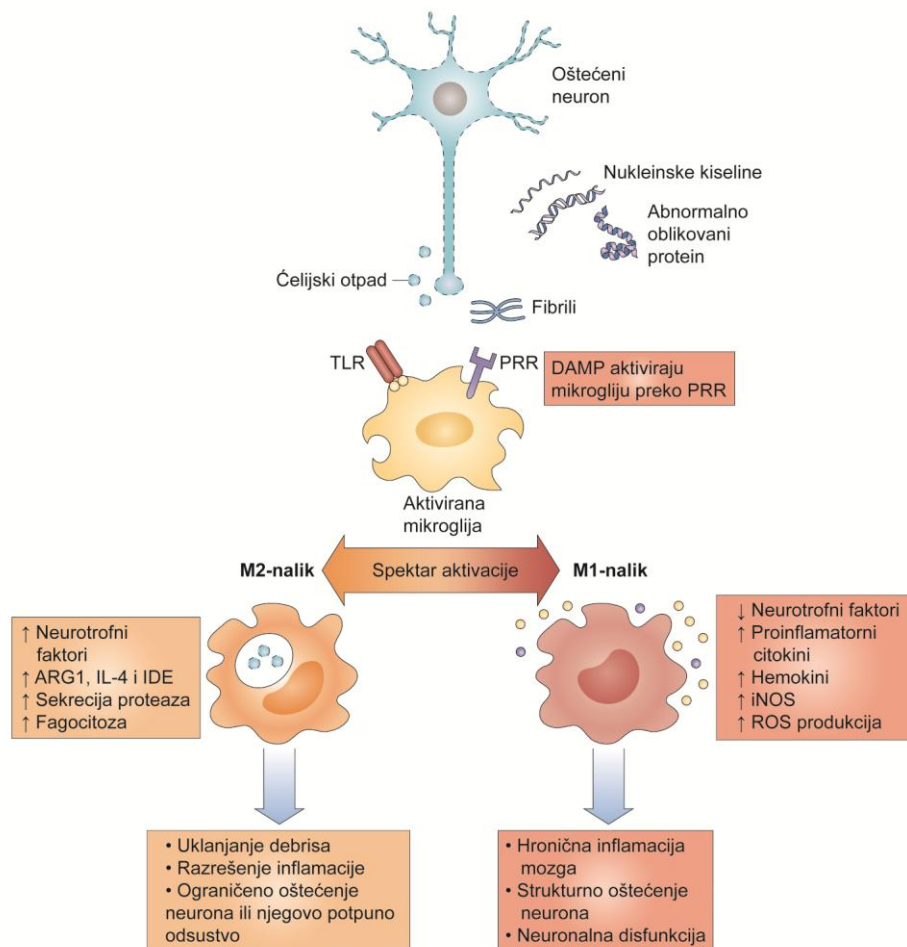 Oštećeni
neuron
Nukleinske kiseline
Abnormalno
oblikovani
protein
Ćelijski otpad
Fibrili
TLR
PRR
DAMP aktiviraju
mikrogliju preko PRR
Aktivirana
mikroglija
M2-nalik
Spektar aktivacije
M1-nalik
↑ Neurotrofni
faktori
↑ ARG1, IL-4 i IDE
↑ Sekrecija proteaza
↑ Fagocitoza
↓ Neurotrofni faktori
↑ Proinflamatorni
citokini
↑ Hemokini
↑ iNOS
↑ ROS produkcija
• Uklanjanje debrisa
• Razrešenje inflamacije
• Ograničeno oštećenje
neurona ili njegovo potpuno
odsustvo
• Hronična inflamacija
mozga
• Strukturno oštećenje
neurona
• Neuronalna disfunkcija